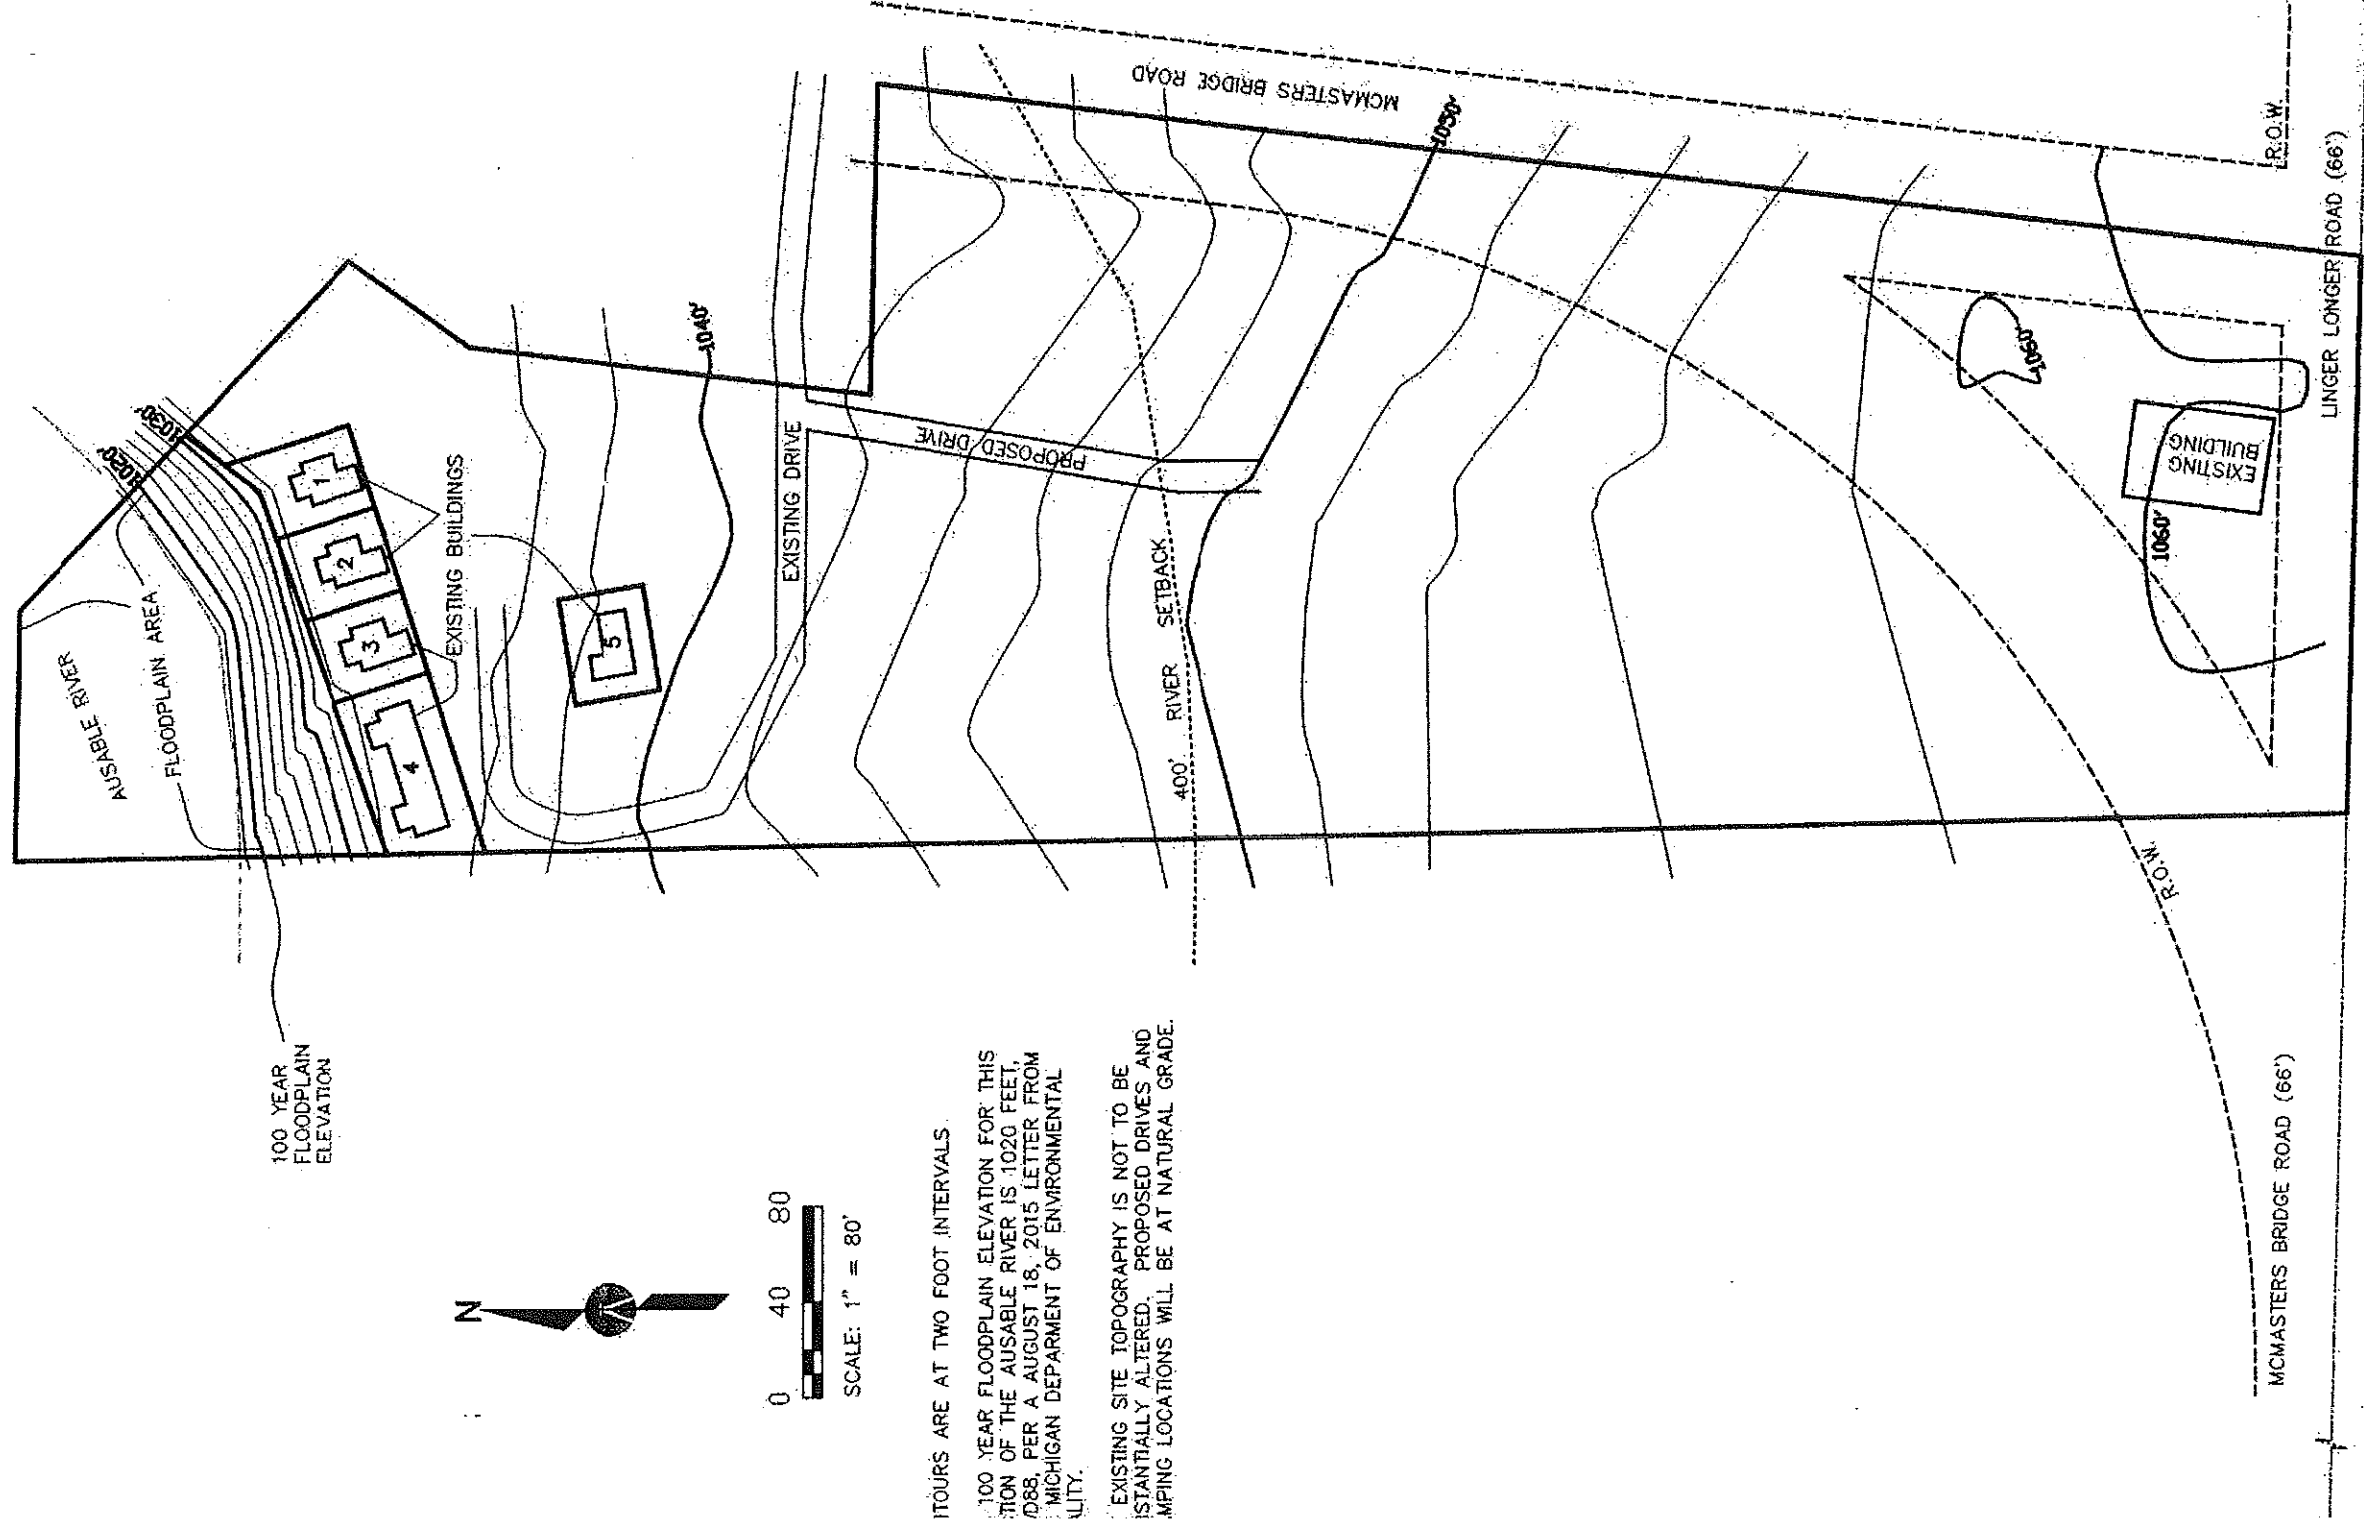 AUSABLE RIVER
FLOODPLAIN AREA
1020'
1030'
1
2
3
4
5
EXISTING BUILDINGS
1040'
EXISTING DRIVE
PROPOSED DRIVE
MCMASTERS BRIDGE ROAD
1050'
400' RIVER SETBACK
1060'
1060'
EXISTING
BUILDING
R.O.W.
LINGER LONGER ROAD (66')
R.O.W.
MCMASTERS BRIDGE ROAD (66')
100 YEAR
FLOODPLAIN
ELEVATION
N
0 40 80
SCALE: 1" = 80'
TOURS ARE AT TWO FOOT INTERVALS.
100 YEAR FLOODPLAIN ELEVATION FOR THIS
TION OF THE AUSABLE RIVER IS 1020 FEET,
D88, PER A AUGUST 18, 2015 LETTER FROM
MICHIGAN DEPARMENT OF ENVIRONMENTAL
LITY.
EXISTING SITE TOPOGRAPHY IS NOT TO BE
STANTIALLY ALTERED. PROPOSED DRIVES AND
MPING LOCATIONS WILL BE AT NATURAL GRADE.